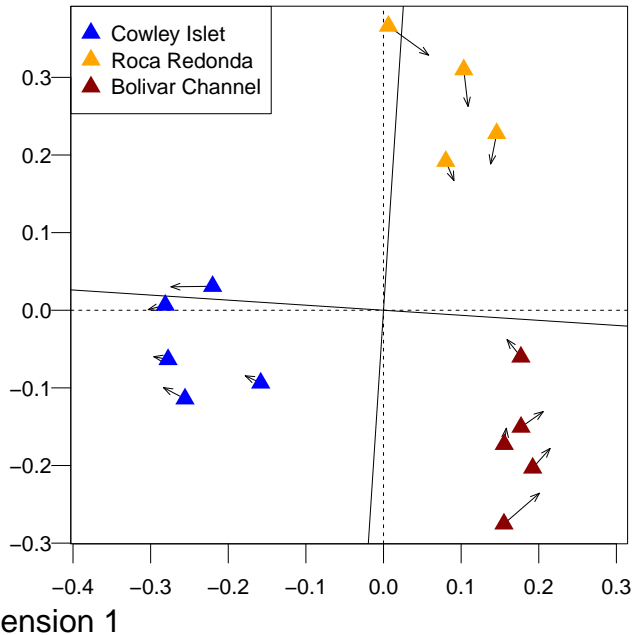 Cowley Islet
Roca Redonda
Bolivar Channel
0.3
0.2
0.1
0.0
−0.1
−0.2
−0.3
−0.4 −0.3 −0.2 −0.1 0.0 0.1 0.2 0.3
ension 1